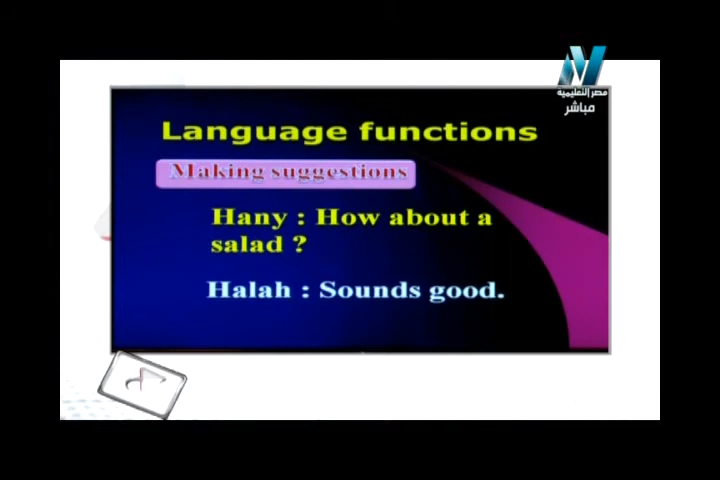 مصر التعليمية
مباشر
Language functions
Making suggestions
Hany : How about a
salad ?
Halah : Sounds good.